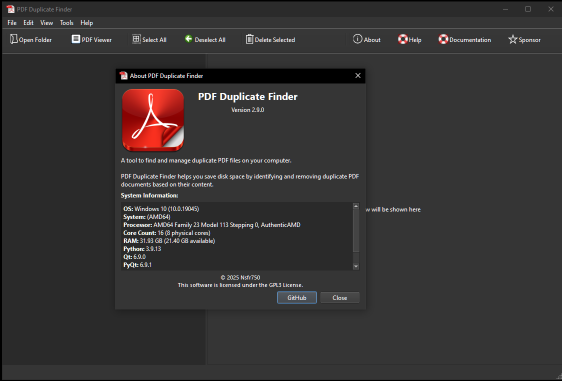 PDF Duplicate Finder
File Edit View Tools Help
Open Folder PDF Viewer Select All Deselect All Delete Selected About Help Documentation Sponsor
About PDF Duplicate Finder
PDF Duplicate Finder
Version 2.9.0
A tool to find and manage duplicate PDF files on your computer.
PDF Duplicate Finder helps you save disk space by identifying and removing duplicate PDF
documents based on their content.
System Information:
w will be shown here
OS: Windows 10 (10.0.19045)
System: (AMD64)
Processor: AMD64 Family 23 Model 113 Stepping 0, AuthenticAMD
Core Count: 16 (8 physical cores)
RAM: 31.93 GB (21.40 GB available)
Python: 3.9.13
Qt: 6.9.0
PyQt: 6.9.1
© 2025 Nsfr750
This software is licensed under the GPL3 License.
GitHub Close